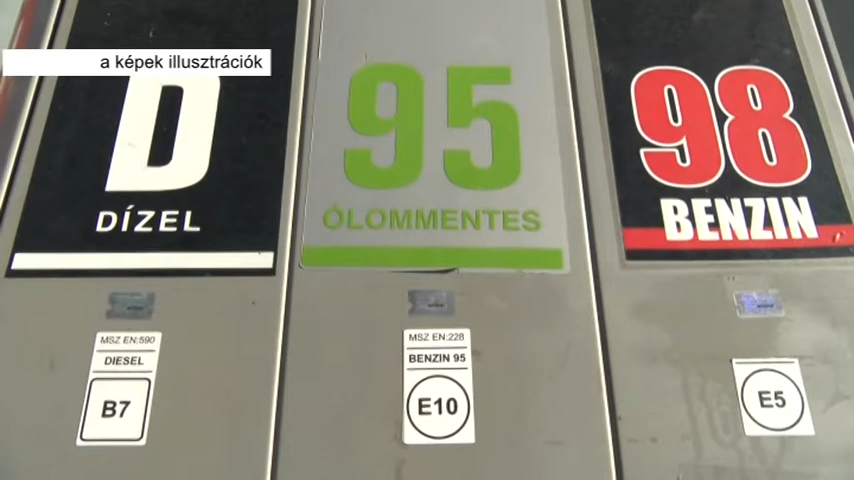 a képek illusztrációk
D
DÍZEL
95
ÓLOMMENTES
98
BENZIN
MSZ EN:590
DIESEL
B7
MSZ EN:228
BENZIN 95
E10
E5